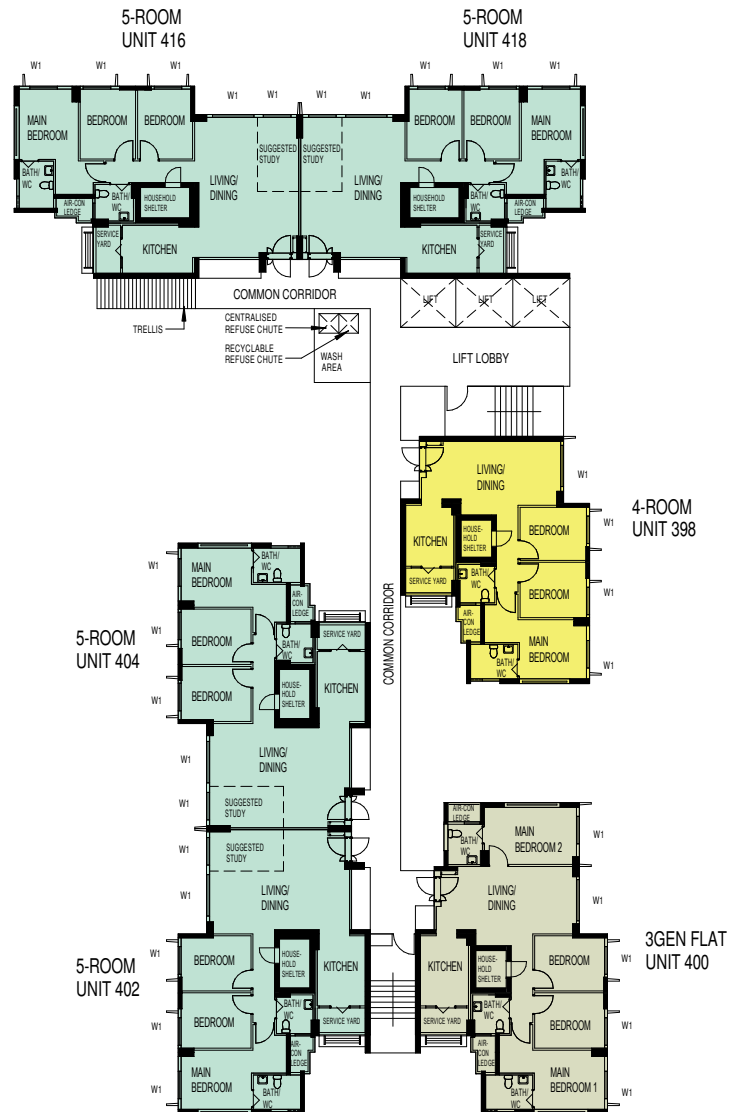 5-ROOM
UNIT 416
5-ROOM
UNIT 418
W1
W1
W1
W1
W1
W1
W1
W1
MAIN
BEDROOM
BEDROOM
BEDROOM
BATH/
WC
AIR-CON
LEDGE
BATH/
WC
HOUSEHOLD
SHELTER
LIVING/
DINING
SUGGESTED
STUDY
SERVICE
YARD
KITCHEN
SUGGESTED
STUDY
LIVING/
DINING
BEDROOM
BEDROOM
MAIN
BEDROOM
HOUSEHOLD
SHELTER
BATH/
WC
AIR-CON
LEDGE
BATH/
WC
KITCHEN
SERVICE
YARD
COMMON CORRIDOR
TRELLIS
CENTRALISED
REFUSE CHUTE
RECYCLABLE
REFUSE CHUTE
WASH
AREA
LIFT
LIFT
LIFT
LIFT LOBBY
LIVING/
DINING
W1
4-ROOM
UNIT 398
KITCHEN
HOUSE-
HOLD
SHELTER
BEDROOM
W1
SERVICE YARD
BATH/
WC
BEDROOM
W1
AIR-
CON
LEDGE
MAIN
BEDROOM
BATH/
WC
W1
COMMON CORRIDOR
5-ROOM
UNIT 404
W1
MAIN
BEDROOM
BATH/
WC
AIR-
CON
LEDGE
W1
BEDROOM
BATH/
WC
SERVICE YARD
W1
BEDROOM
HOUSE-
HOLD
SHELTER
KITCHEN
W1
LIVING/
DINING
W1
SUGGESTED
STUDY
W1
SUGGESTED
STUDY
W1
LIVING/
DINING
5-ROOM
UNIT 402
W1
BEDROOM
HOUSE-
HOLD
SHELTER
KITCHEN
W1
BEDROOM
BATH/
WC
SERVICE YARD
AIR-
CON
LEDGE
W1
MAIN
BEDROOM
BATH/
WC
AIR-CON
LEDGE
BATH/
WC
MAIN
BEDROOM 2
W1
LIVING/
DINING
W1
3GEN FLAT
UNIT 400
KITCHEN
HOUSE-
HOLD
SHELTER
BEDROOM
W1
SERVICE YARD
BATH/
WC
BEDROOM
W1
AIR-
CON
LEDGE
MAIN
BEDROOM 1
BATH/
WC
W1